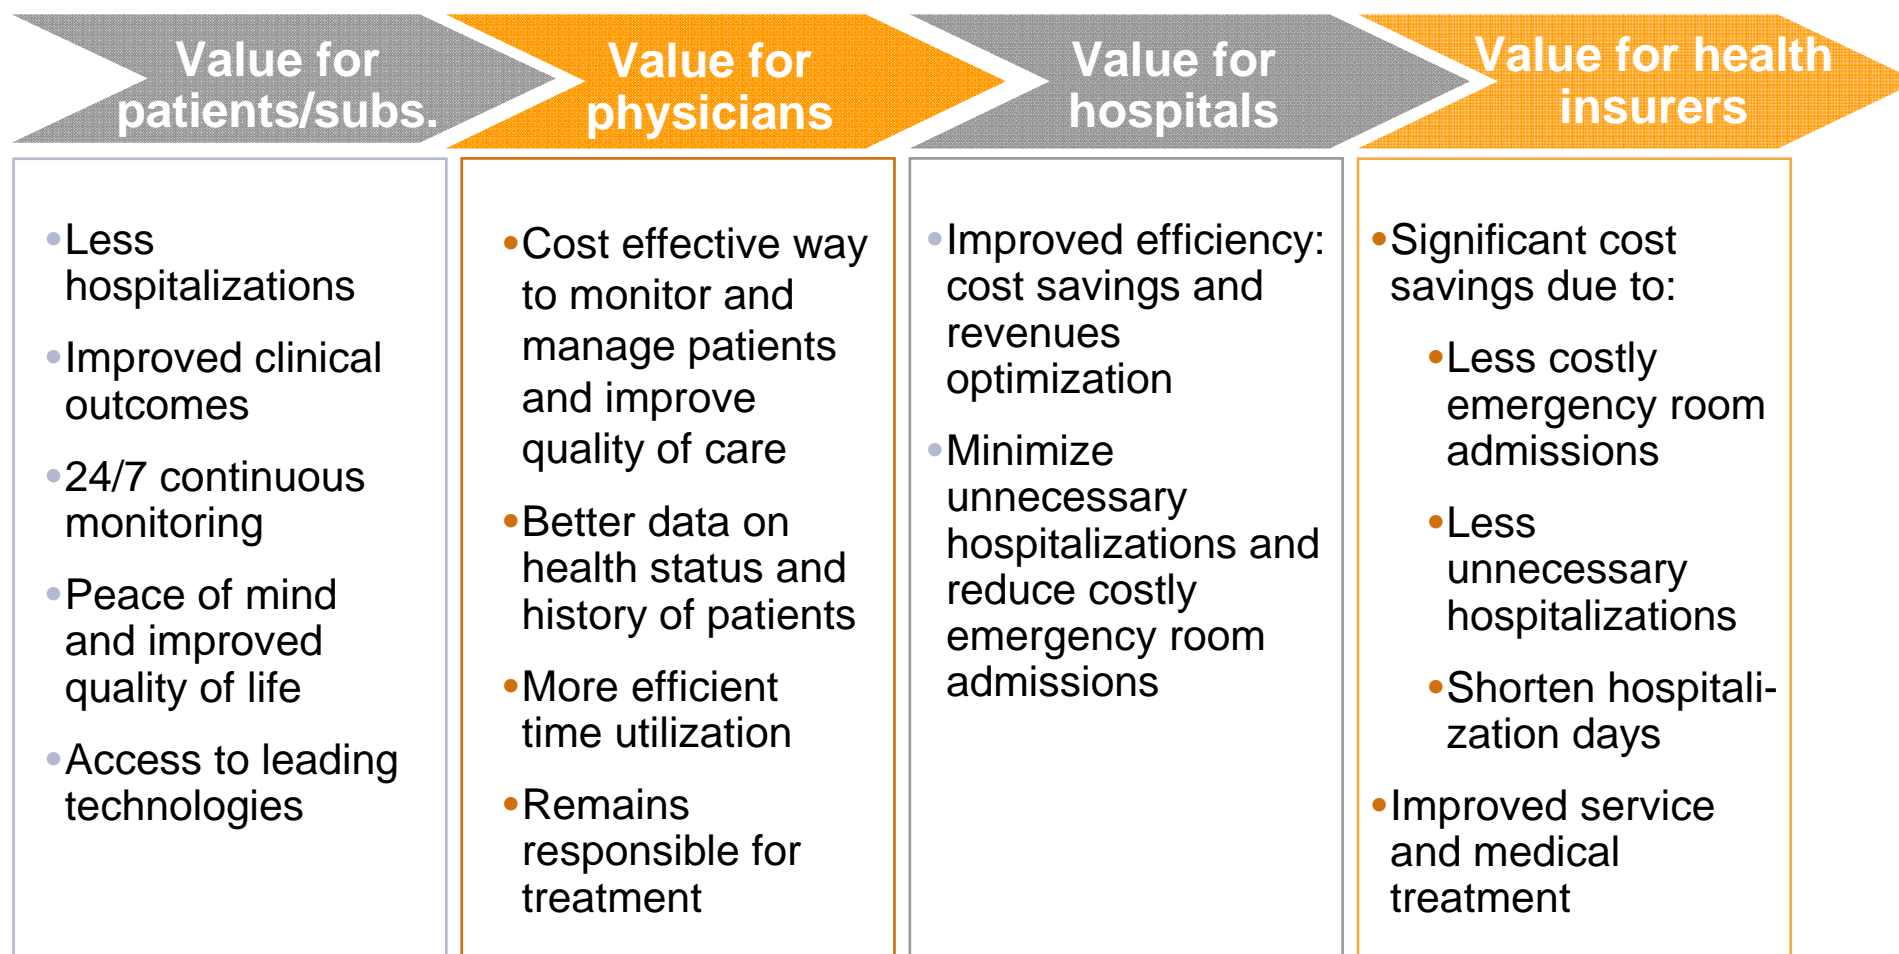 Value for
patients/subs.
•Less
hospitalizations
•Improved clinical
outcomes
•24/7 continuous
monitoring
•Peace of mind
and improved
quality of life
•Access to leading
technologies
Value for
physicians
•Cost effective way
to monitor and
manage patients
and improve
quality of care
•Better data on
health status and
history of patients
•More efficient
time utilization
•Remains
responsible for
treatment
Value for
hospitals
•Improved efficiency:
cost savings and
revenues
optimization
•Minimize
unnecessary
hospitalizations and
reduce costly
emergency room
admissions
Value for health
insurers
•Significant cost
savings due to:
•Less costly
emergency room
admissions
•Less
unnecessary
hospitalizations
•Shorten hospitali-
zation days
•Improved service
and medical
treatment